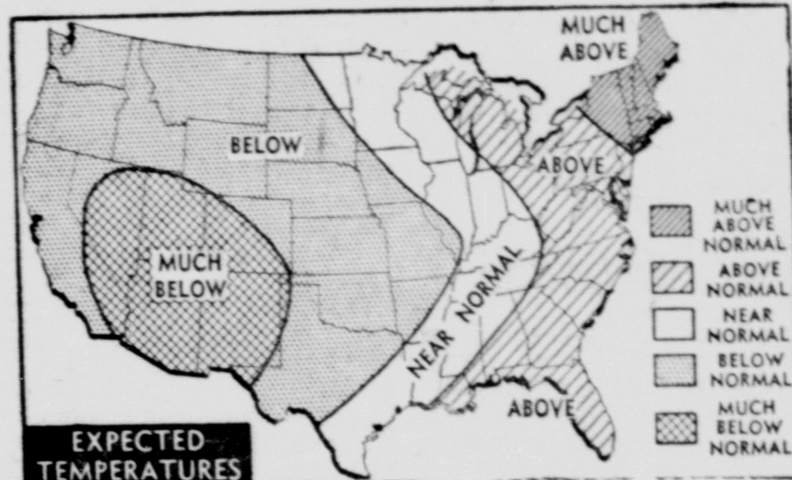 MUCH
ABOVE
BELOW
ABOVE
MUCH
BELOW
NEAR NORMAL
ABOVE
MUCH
ABOVE
NORMAL
ABOVE
NORMAL
NEAR
NORMAL
BELOW
NORMAL
MUCH
BELOW
NORMAL
EXPECTED
TEMPERATURES